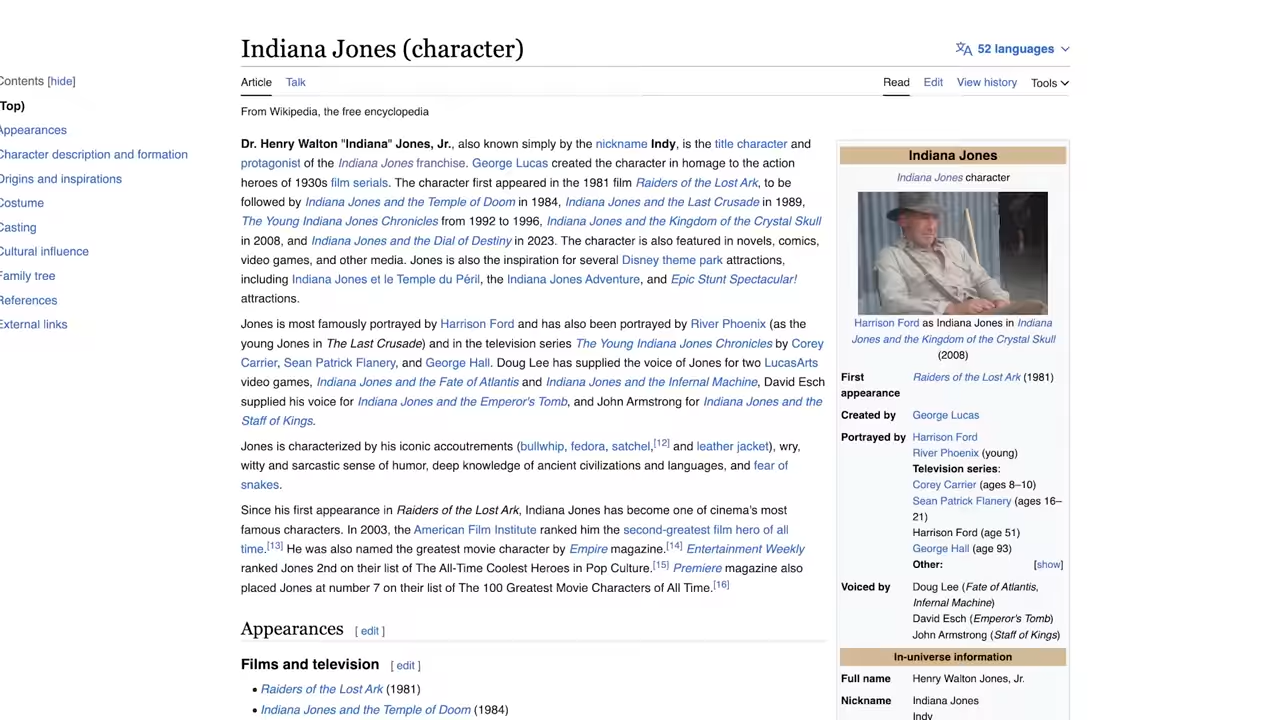 Indiana Jones (character)
52 languages
Contents [hide]
(Top)
Appearances
Character description and formation
Origins and inspirations
Costume
Casting
Cultural influence
Family tree
References
External links
Article Talk
Read Edit View history Tools
From Wikipedia, the free encyclopedia
Dr. Henry Walton "Indiana" Jones, Jr., also known simply by the nickname Indy, is the title character and
protagonist of the Indiana Jones franchise. George Lucas created the character in homage to the action
heroes of 1930s film serials. The character first appeared in the 1981 film Raiders of the Lost Ark, to be
followed by Indiana Jones and the Temple of Doom in 1984, Indiana Jones and the Last Crusade in 1989,
The Young Indiana Jones Chronicles from 1992 to 1996, Indiana Jones and the Kingdom of the Crystal Skull
in 2008, and Indiana Jones and the Dial of Destiny in 2023. The character is also featured in novels, comics,
video games, and other media. Jones is also the inspiration for several Disney theme park attractions,
including Indiana Jones et le Temple du Péril, the Indiana Jones Adventure, and Epic Stunt Spectacular!
attractions.
Jones is most famously portrayed by Harrison Ford and has also been portrayed by River Phoenix (as the
young Jones in The Last Crusade) and in the television series The Young Indiana Jones Chronicles by Corey
Carrier, Sean Patrick Flanery, and George Hall. Doug Lee has supplied the voice of Jones for two LucasArts
video games, Indiana Jones and the Fate of Atlantis and Indiana Jones and the Infernal Machine, David Esch
supplied his voice for Indiana Jones and the Emperor's Tomb, and John Armstrong for Indiana Jones and the
Staff of Kings.
Jones is characterized by his iconic accoutrements (bullwhip, fedora, satchel,[12] and leather jacket), wry,
witty and sarcastic sense of humor, deep knowledge of ancient civilizations and languages, and fear of
snakes.
Since his first appearance in Raiders of the Lost Ark, Indiana Jones has become one of cinema's most
famous characters. In 2003, the American Film Institute ranked him the second-greatest film hero of all
time.[13] He was also named the greatest movie character by Empire magazine.[14] Entertainment Weekly
ranked Jones 2nd on their list of The All-Time Coolest Heroes in Pop Culture.[15] Premiere magazine also
placed Jones at number 7 on their list of The 100 Greatest Movie Characters of All Time.[16]
Appearances [ edit ]
Films and television [ edit ]
• Raiders of the Lost Ark (1981)
• Indiana Jones and the Temple of Doom (1984)
Indiana Jones
Indiana Jones character
Harrison Ford as Indiana Jones in Indiana
Jones and the Kingdom of the Crystal Skull
(2008)
First Raiders of the Lost Ark (1981)
appearance
Created by George Lucas
Portrayed by Harrison Ford
River Phoenix (young)
Television series:
Corey Carrier (ages 8–10)
Sean Patrick Flanery (ages 16–
21)
Harrison Ford (age 51)
George Hall (age 93)
Other: [show]
Voiced by Doug Lee (Fate of Atlantis,
Infernal Machine)
David Esch (Emperor's Tomb)
John Armstrong (Staff of Kings)
In-universe information
Full name Henry Walton Jones, Jr.
Nickname Indiana Jones
Indy